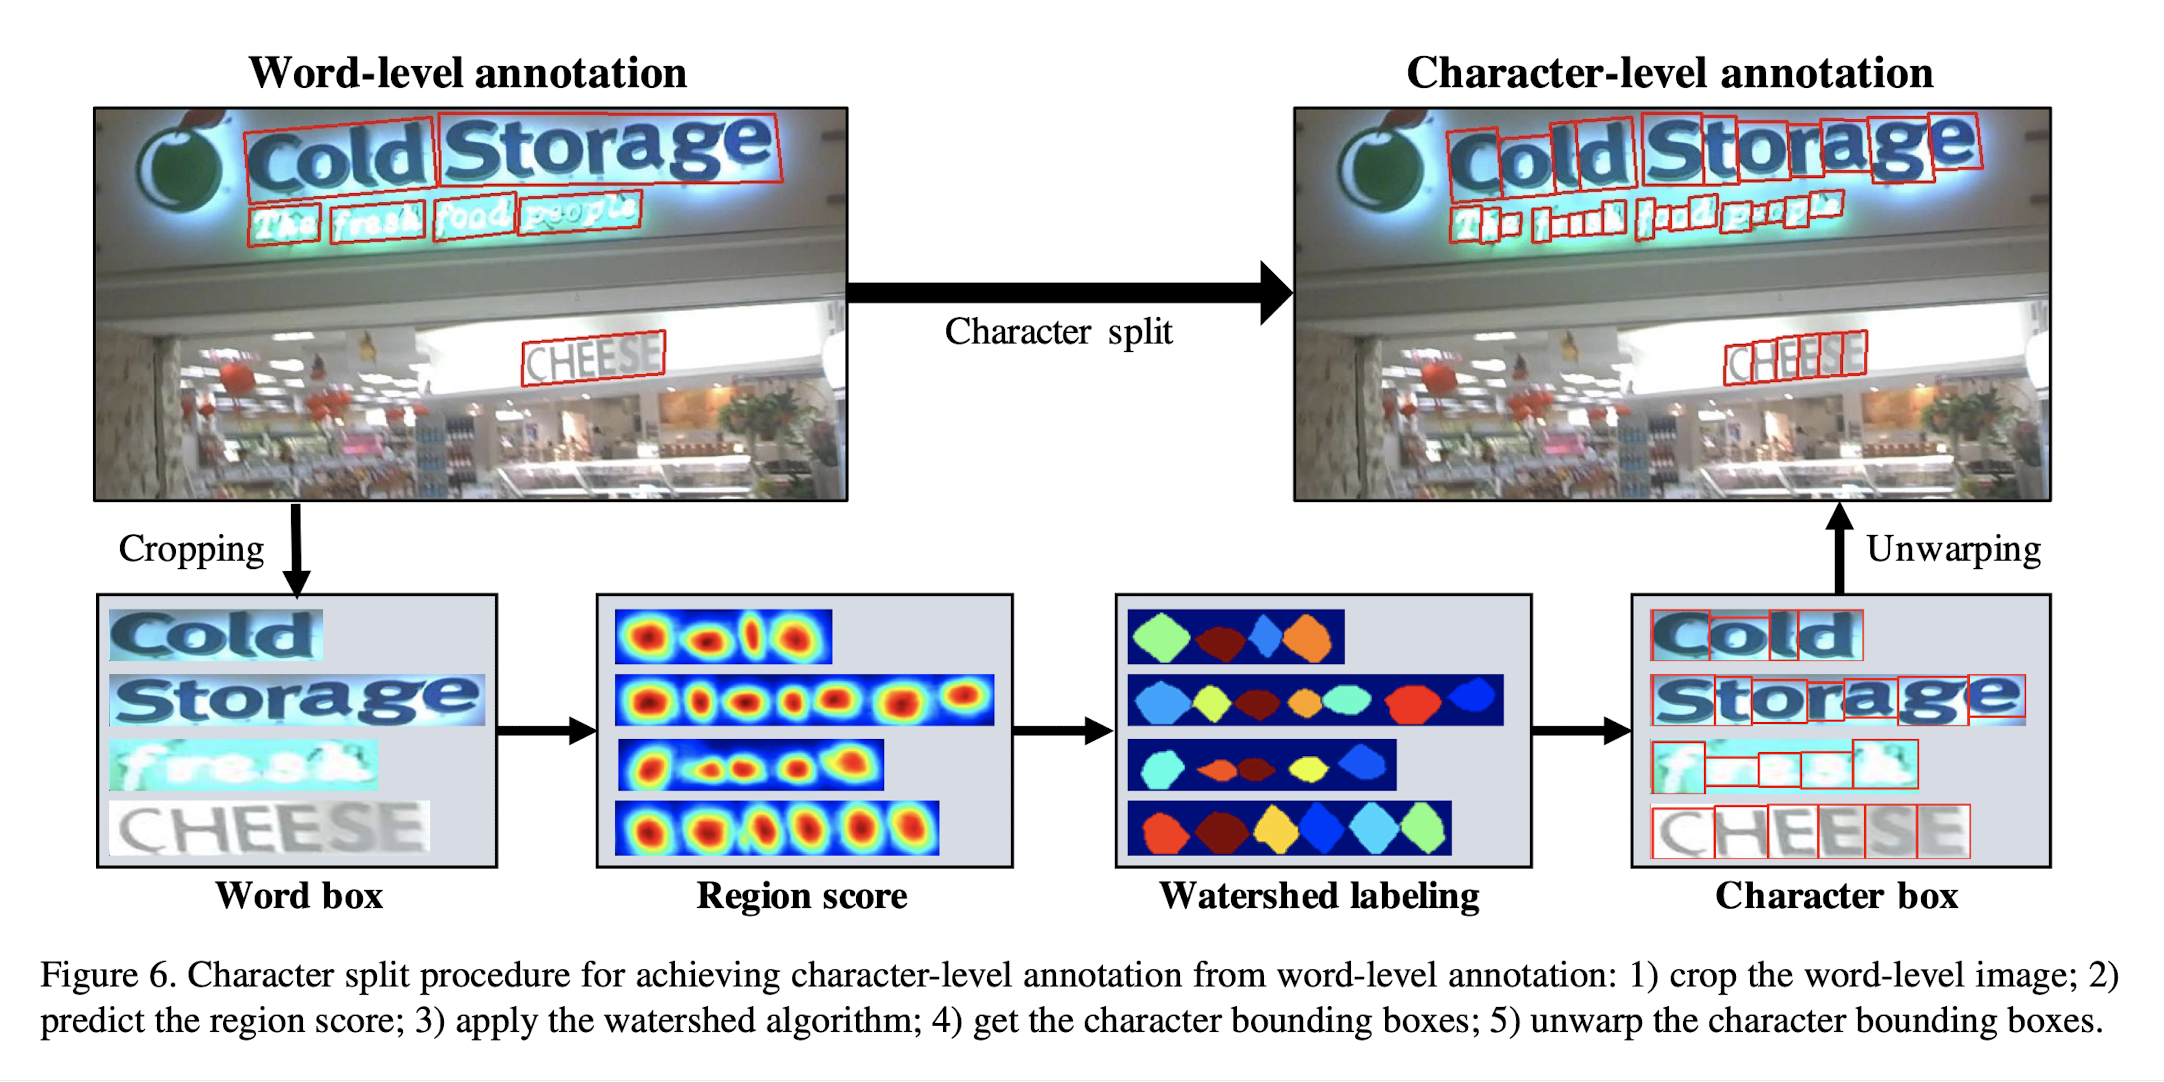 Word-level annotation
Character-level annotation
Cold Storage
The fresh food people
CHEESE
Character split
Cold Storage
The fresh food people
CHEESE
Cropping
Unwarping
Cold
Storage
fresh
CHEESE
Cold
Storage
fresh
CHEESE
Word box
Region score
Watershed labeling
Character box
Figure 6. Character split procedure for achieving character-level annotation from word-level annotation: 1) crop the word-level image; 2)
predict the region score; 3) apply the watershed algorithm; 4) get the character bounding boxes; 5) unwarp the character bounding boxes.